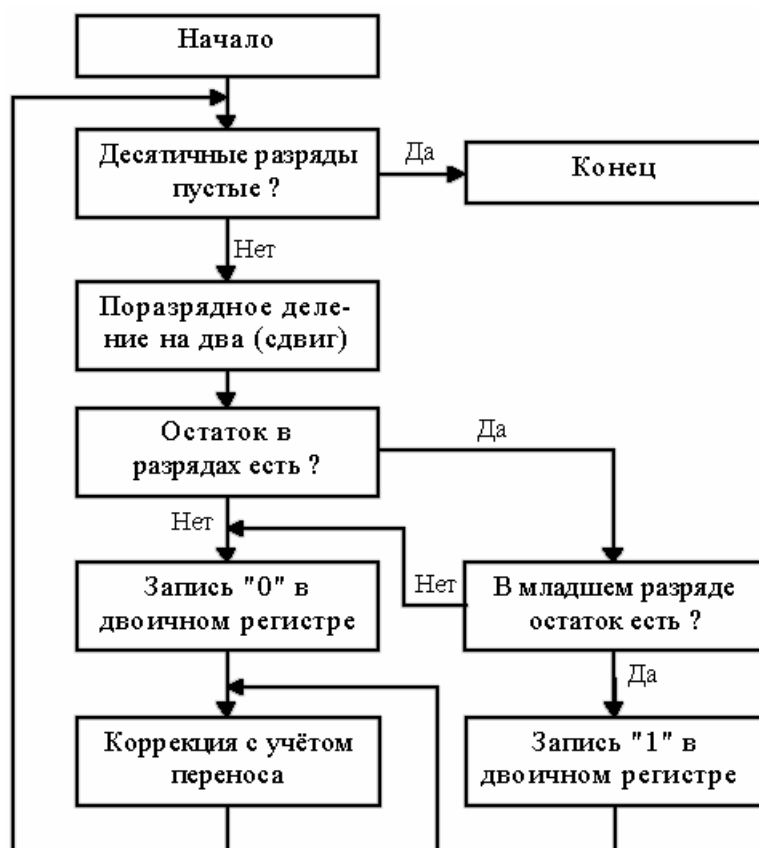 Начало
Десятичные разряды
пустые ?
Да
Конец
Нет
Поразрядное деле-
ние на два (сдвиг)
Остаток в
разрядах есть ?
Да
Нет
Запись "0" в
двоичном регистре
Нет
В младшем разряде
остаток есть ?
Да
Коррекция с учётом
переноса
Запись "1" в
двоичном регистре